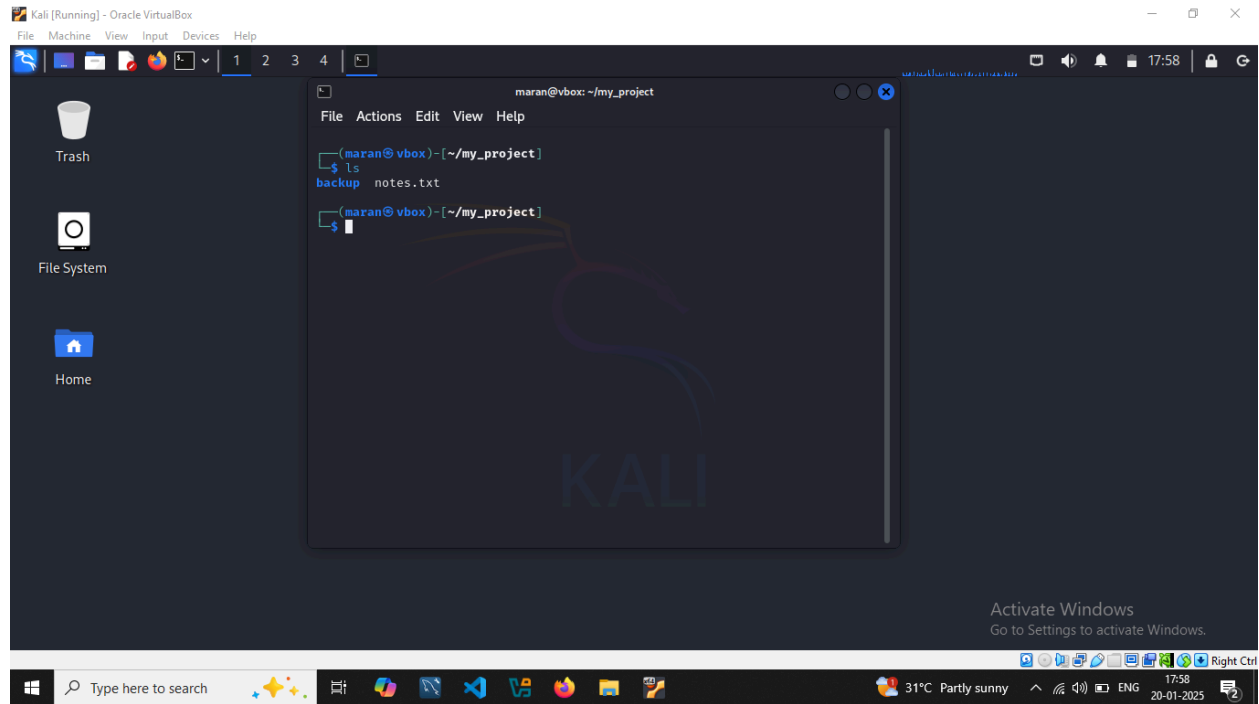 Kali [Running] - Oracle VirtualBox
File Machine View Input Devices Help
1 2 3 4
17:58
maran@vbox: ~/my_project
File Actions Edit View Help
┌──(maran㉿vbox)-[~/my_project]
└─$ ls
backup notes.txt
┌──(maran㉿vbox)-[~/my_project]
└─$
Trash
File System
Home
KALI
Activate Windows
Go to Settings to activate Windows.
Right Ctrl
Type here to search
31°C Partly sunny
ENG
17:58
20-01-2025
2